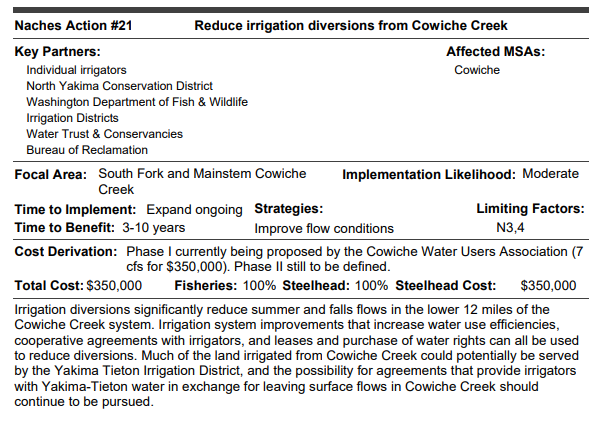 Naches Action #21 Reduce irrigation diversions from Cowiche Creek
Key Partners: Affected MSAs:
Individual irrigators Cowiche
North Yakima Conservation District
Washington Department of Fish & Wildlife
Irrigation Districts
Water Trust & Conservancies
Bureau of Reclamation
Focal Area: South Fork and Mainstem Cowiche Implementation Likelihood: Moderate
Creek
Time to Implement: Expand ongoing Strategies: Limiting Factors:
Time to Benefit: 3-10 years Improve flow conditions N3,4
Cost Derivation: Phase I currently being proposed by the Cowiche Water Users Association (7
cfs for $350,000). Phase II still to be defined.
Total Cost: $350,000 Fisheries: 100% Steelhead: 100% Steelhead Cost: $350,000
Irrigation diversions significantly reduce summer and falls flows in the lower 12 miles of the
Cowiche Creek system. Irrigation system improvements that increase water use efficiencies,
cooperative agreements with irrigators, and leases and purchase of water rights can all be used
to reduce diversions. Much of the land irrigated from Cowiche Creek could potentially be served
by the Yakima Tieton Irrigation District, and the possibility for agreements that provide irrigators
with Yakima-Tieton water in exchange for leaving surface flows in Cowiche Creek should
continue to be pursued.